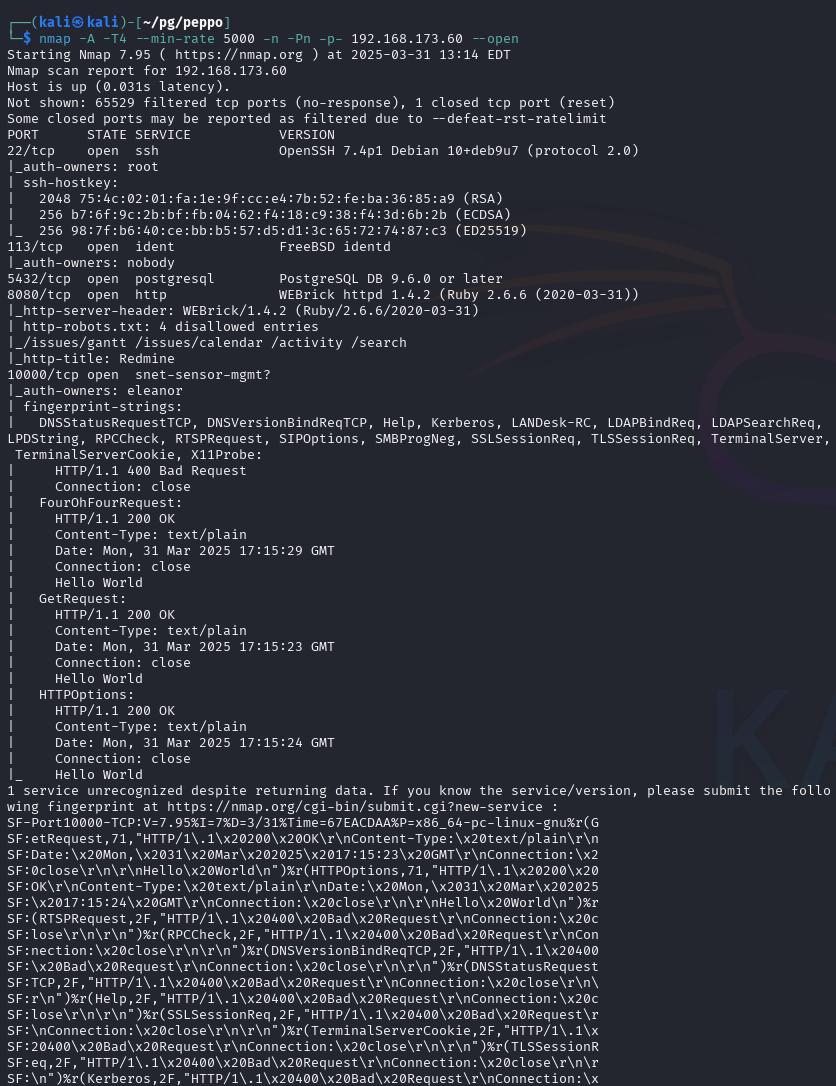 ┌──(kali㉿kali)-[~/pg/peppo]
└─$ nmap -A -T4 --min-rate 5000 -n -Pn -p- 192.168.173.60 --open
Starting Nmap 7.95 ( https://nmap.org ) at 2025-03-31 13:14 EDT
Nmap scan report for 192.168.173.60
Host is up (0.031s latency).
Not shown: 65529 filtered tcp ports (no-response), 1 closed tcp port (reset)
Some closed ports may be reported as filtered due to --defeat-rst-ratelimit
PORT      STATE SERVICE           VERSION
22/tcp    open  ssh               OpenSSH 7.4p1 Debian 10+deb9u7 (protocol 2.0)
|_auth-owners: root
| ssh-hostkey:
|   2048 75:4c:02:01:fa:1e:9f:cc:e4:7b:52:fe:ba:36:85:a9 (RSA)
|   256 b7:6f:9c:2b:bf:fb:04:62:f4:18:c9:38:f4:3d:6b:2b (ECDSA)
|_  256 98:7f:b6:40:ce:bb:b5:57:d5:d1:3c:65:72:74:87:c3 (ED25519)
113/tcp   open  ident             FreeBSD identd
|_auth-owners: nobody
5432/tcp  open  postgresql        PostgreSQL DB 9.6.0 or later
8080/tcp  open  http              WEBrick httpd 1.4.2 (Ruby 2.6.6 (2020-03-31))
|_http-server-header: WEBrick/1.4.2 (Ruby/2.6.6/2020-03-31)
| http-robots.txt: 4 disallowed entries
|_/issues/gantt /issues/calendar /activity /search
|_http-title: Redmine
10000/tcp open  snet-sensor-mgmt?
|_auth-owners: eleanor
| fingerprint-strings:
|   DNSStatusRequestTCP, DNSVersionBindReqTCP, Help, Kerberos, LANDesk-RC, LDAPBindReq, LDAPSearchReq,
LPDString, RPCCheck, RTSPRequest, SIPOptions, SMBProgNeg, SSLSessionReq, TLSSessionReq, TerminalServer,
 TerminalServerCookie, X11Probe:
|     HTTP/1.1 400 Bad Request
|     Connection: close
|   FourOhFourRequest:
|     HTTP/1.1 200 OK
|     Content-Type: text/plain
|     Date: Mon, 31 Mar 2025 17:15:29 GMT
|     Connection: close
|     Hello World
|   GetRequest:
|     HTTP/1.1 200 OK
|     Content-Type: text/plain
|     Date: Mon, 31 Mar 2025 17:15:23 GMT
|     Connection: close
|     Hello World
|   HTTPOptions:
|     HTTP/1.1 200 OK
|     Content-Type: text/plain
|     Date: Mon, 31 Mar 2025 17:15:24 GMT
|     Connection: close
|_    Hello World
1 service unrecognized despite returning data. If you know the service/version, please submit the follo
wing fingerprint at https://nmap.org/cgi-bin/submit.cgi?new-service :
SF-Port10000-TCP:V=7.95%I=7%D=3/31%Time=67EACDAA%P=x86_64-pc-linux-gnu%r(G
SF:etRequest,71,"HTTP/1\.1\x20200\x20OK\r\nContent-Type:\x20text/plain\r\n
SF:Date:\x20Mon,\x2031\x20Mar\x202025\x2017:15:23\x20GMT\r\nConnection:\x2
SF:0close\r\n\r\nHello\x20World\n")%r(HTTPOptions,71,"HTTP/1\.1\x20200\x20
SF:OK\r\nContent-Type:\x20text/plain\r\nDate:\x20Mon,\x2031\x20Mar\x202025
SF:\x2017:15:24\x20GMT\r\nConnection:\x20close\r\n\r\nHello\x20World\n")%r
SF:(RTSPRequest,2F,"HTTP/1\.1\x20400\x20Bad\x20Request\r\nConnection:\x20c
SF:lose\r\n\r\n")%r(RPCCheck,2F,"HTTP/1\.1\x20400\x20Bad\x20Request\r\nCon
SF:nection:\x20close\r\n\r\n")%r(DNSVersionBindReqTCP,2F,"HTTP/1\.1\x20400
SF:\x20Bad\x20Request\r\nConnection:\x20close\r\n\r\n")%r(DNSStatusRequest
SF:TCP,2F,"HTTP/1\.1\x20400\x20Bad\x20Request\r\nConnection:\x20close\r\n\
SF:r\n")%r(Help,2F,"HTTP/1\.1\x20400\x20Bad\x20Request\r\nConnection:\x20c
SF:lose\r\n\r\n")%r(SSLSessionReq,2F,"HTTP/1\.1\x20400\x20Bad\x20Request\r
SF:\nConnection:\x20close\r\n\r\n")%r(TerminalServerCookie,2F,"HTTP/1\.1\x
SF:20400\x20Bad\x20Request\r\nConnection:\x20close\r\n\r\n")%r(TLSSessionR
SF:eq,2F,"HTTP/1\.1\x20400\x20Bad\x20Request\r\nConnection:\x20close\r\n\r
SF:\n")%r(Kerberos,2F,"HTTP/1\.1\x20400\x20Bad\x20Request\r\nConnection:\x
KA